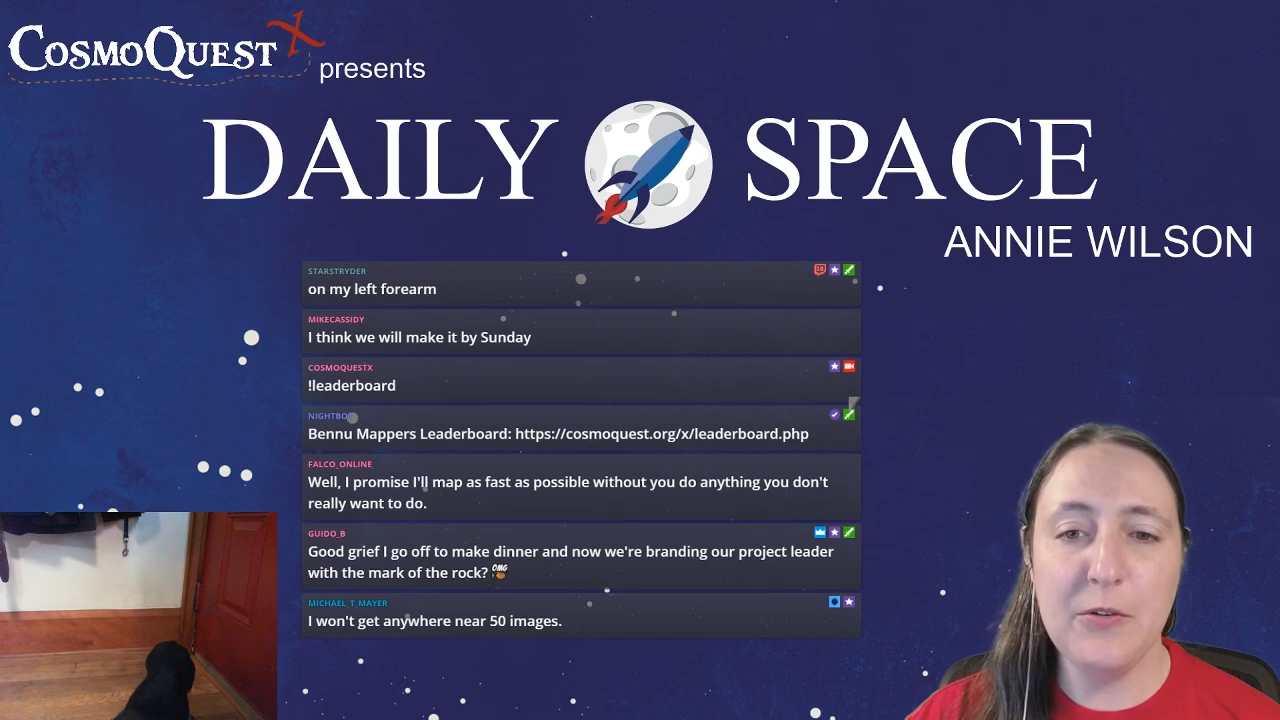 COSMOQUEST X
presents
DAILY SPACE
ANNIE WILSON
STARSTRYDER
on my left forearm
MIKECASSIDY
I think we will make it by Sunday
COSMOQUESTX
!leaderboard
NIGHTBOT
Bennu Mappers Leaderboard: https://cosmoquest.org/x/leaderboard.php
FALCO_ONLINE
Well, I promise I'll map as fast as possible without you do anything you don't
really want to do.
GUIDO_B
Good grief I go off to make dinner and now we're branding our project leader
with the mark of the rock? OMG
MICHAEL_T_MAYER
I won't get anywhere near 50 images.